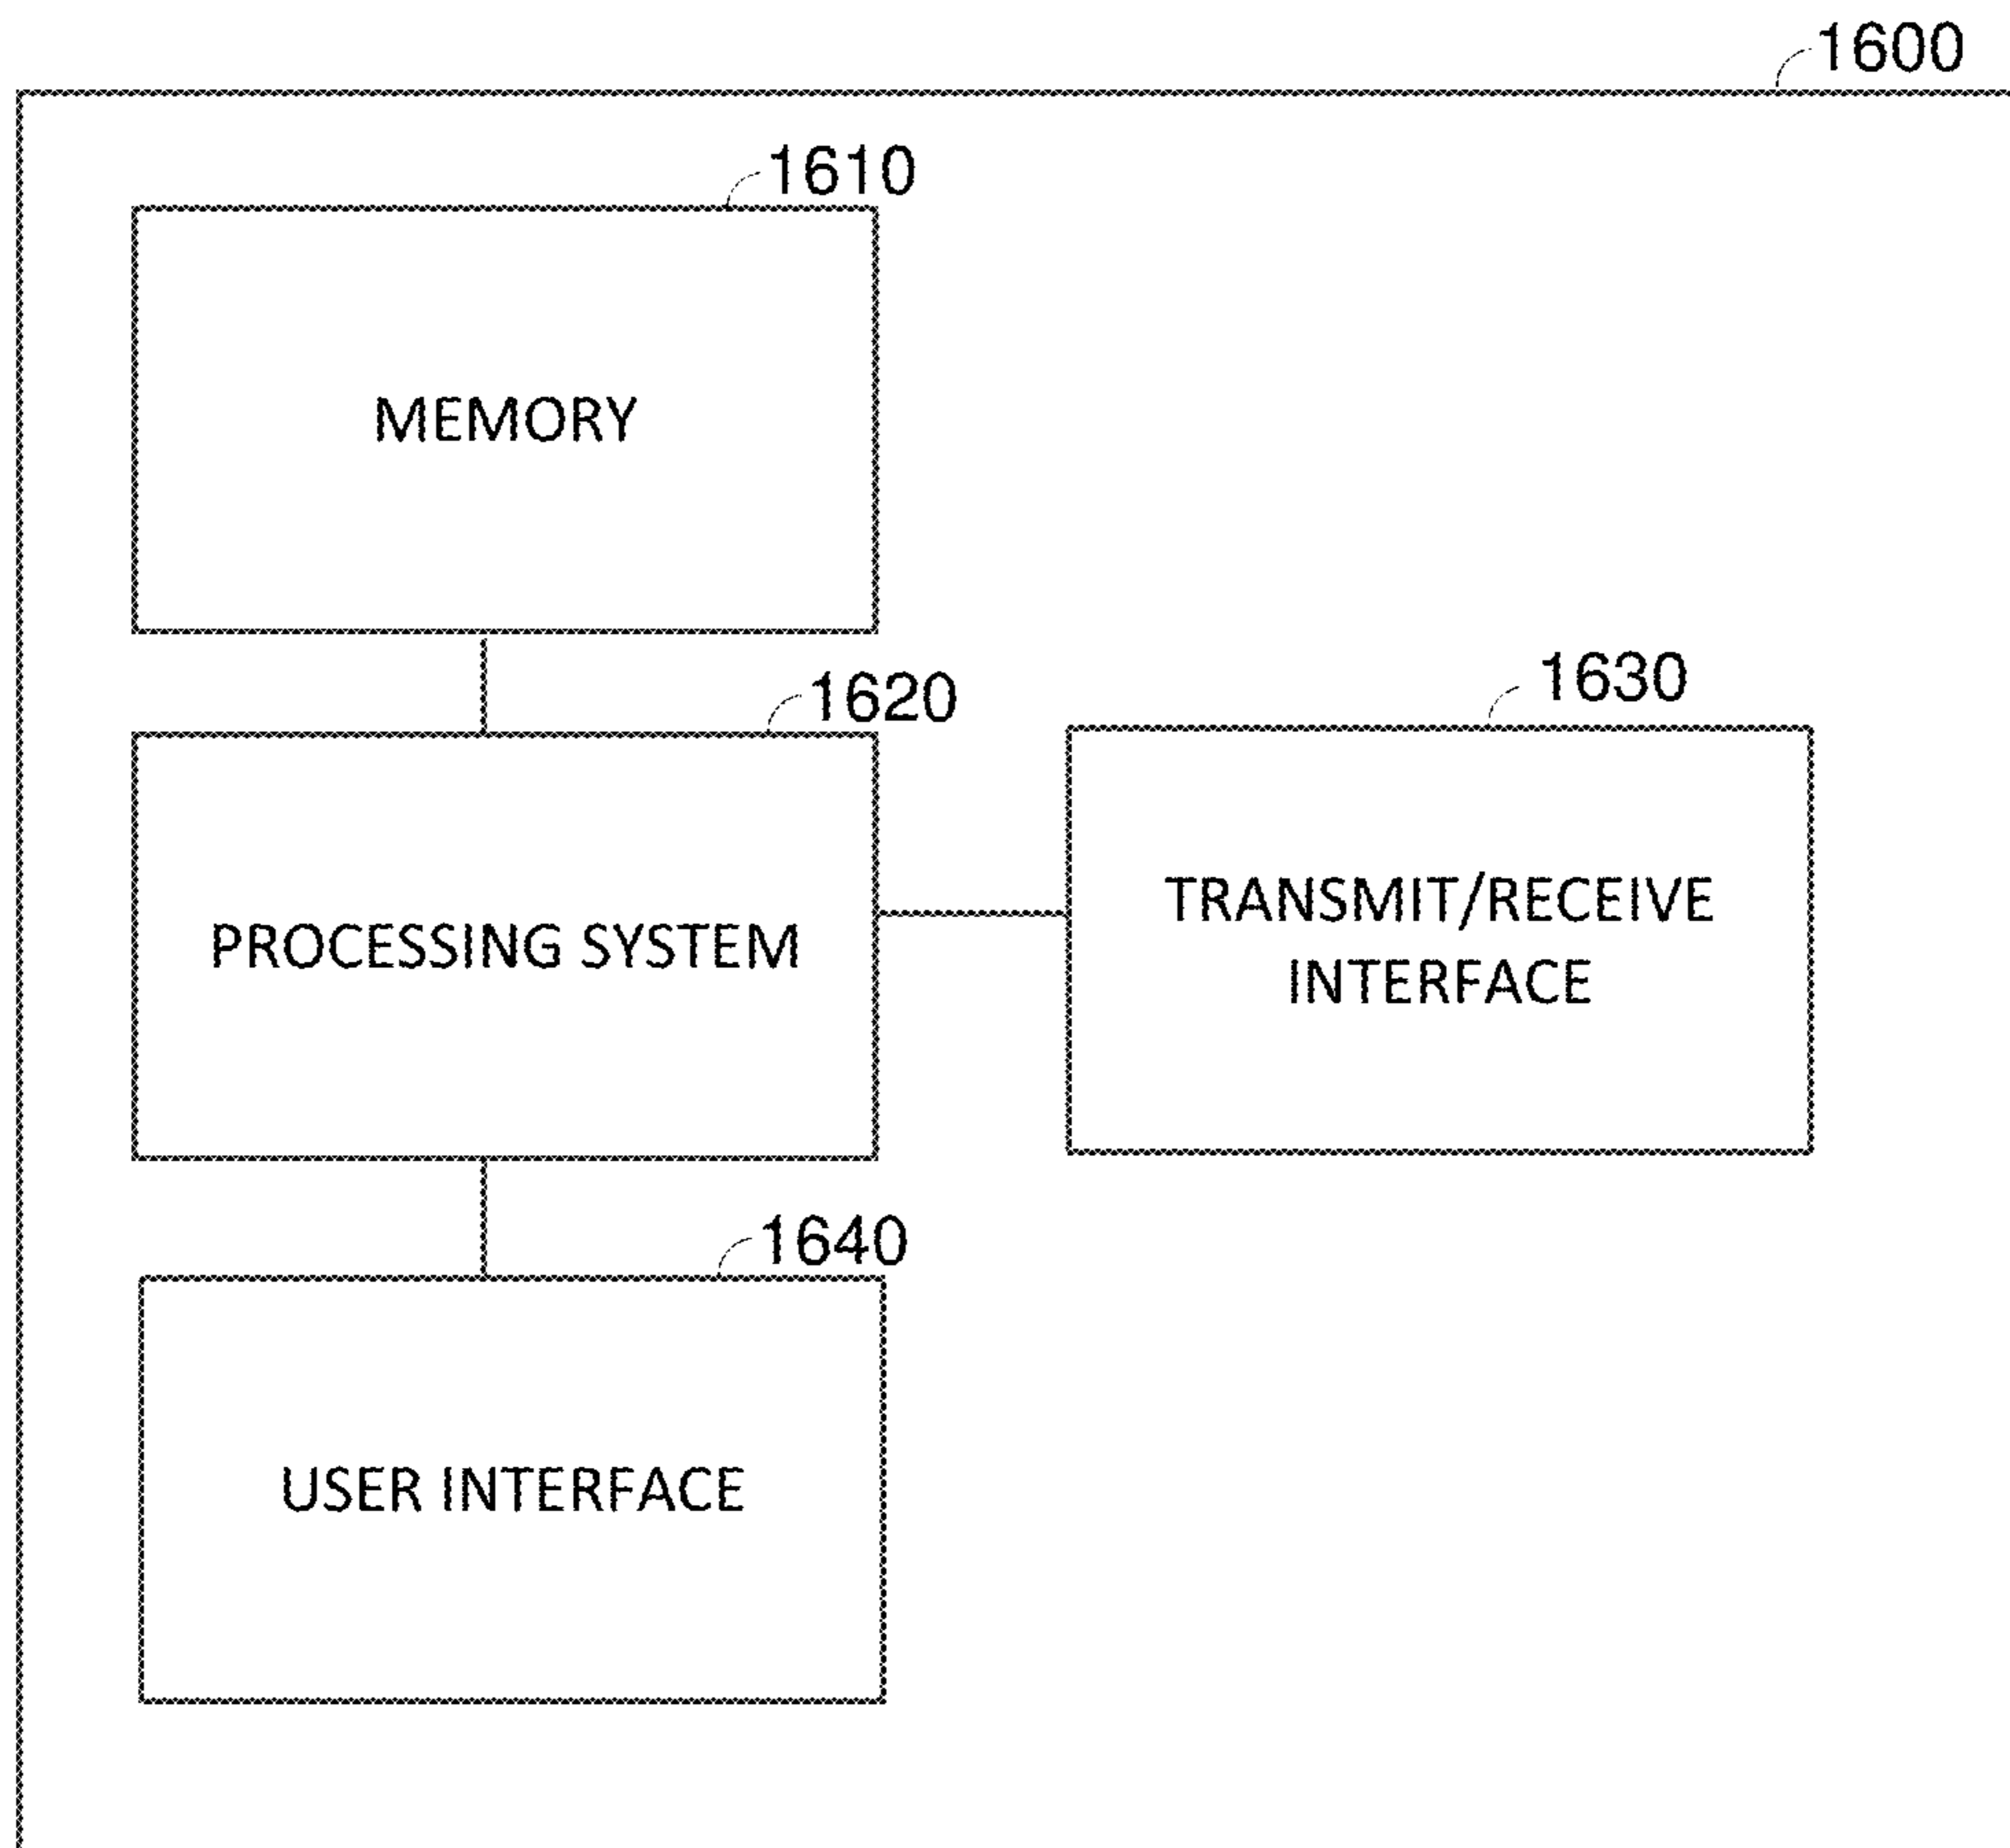 1600
1610
MEMORY
1620
1630
PROCESSING SYSTEM
TRANSMIT/RECEIVE
INTERFACE
1640
USER INTERFACE